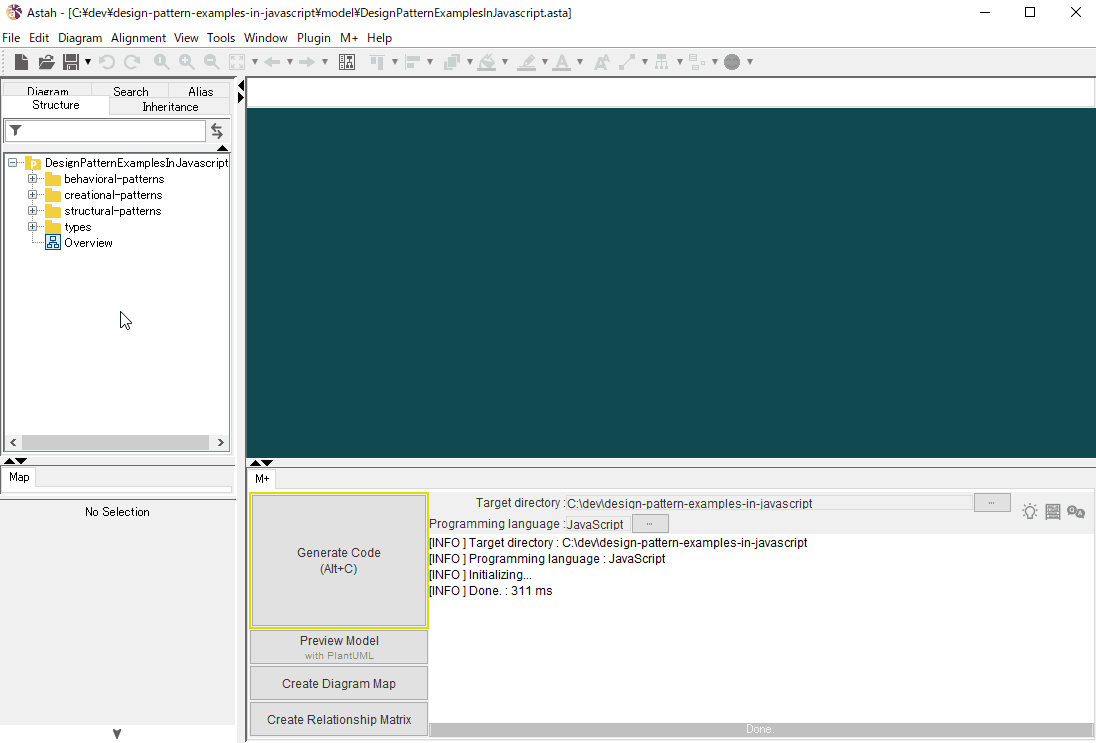 Astah - [C:¥dev¥design-pattern-examples-in-javascript¥model¥DesignPatternExamplesInJavascript.asta]
File Edit Diagram Alignment View Tools Window Plugin M+ Help
Diagram Search Alias
Structure Inheritance
DesignPatternExamplesInJavascript
behavioral-patterns
creational-patterns
structural-patterns
types
Overview
Map
No Selection
M+
Generate Code
(Alt+C)
Preview Model
with PlantUML
Create Diagram Map
Create Relationship Matrix
Target directory : C:\dev\design-pattern-examples-in-javascript ...
Programming language : JavaScript ...
[INFO ] Target directory : C:\dev\design-pattern-examples-in-javascript
[INFO ] Programming language : JavaScript
[INFO ] Initializing...
[INFO ] Done. : 311 ms
Done.